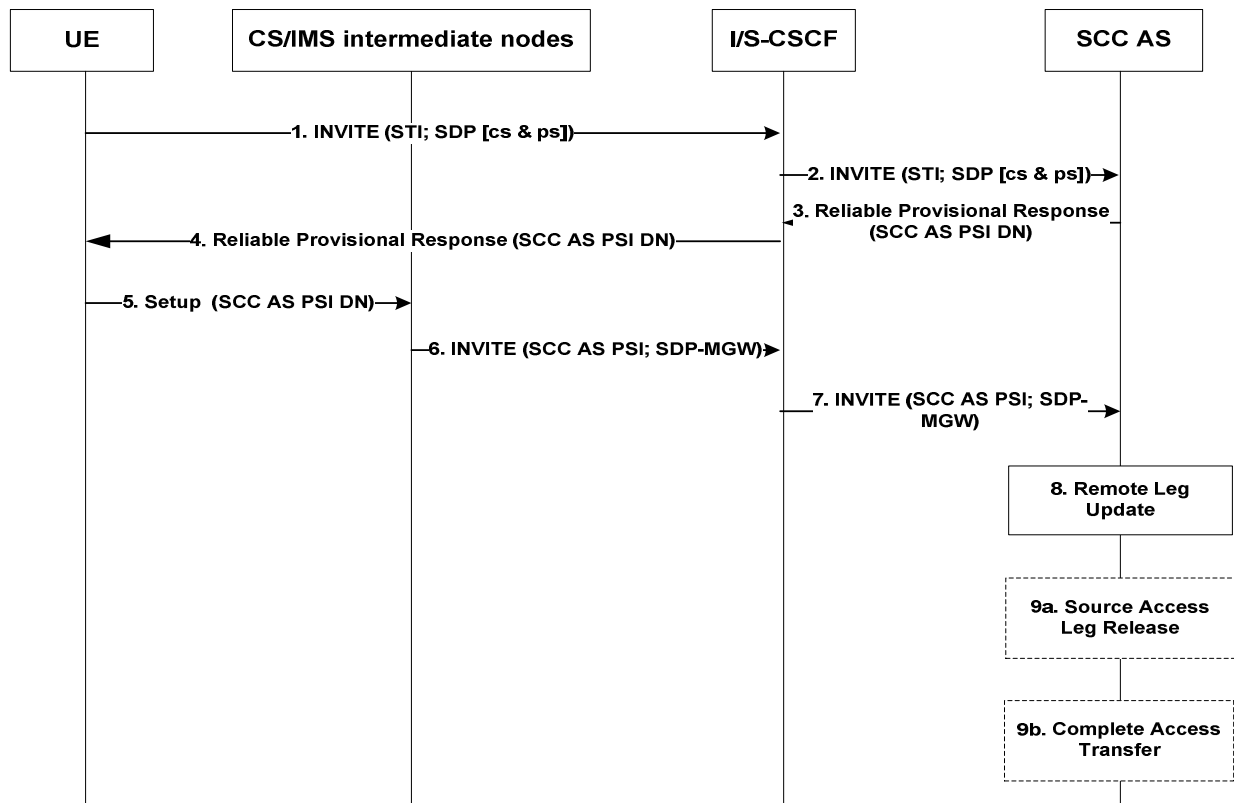 UE
CS/IMS intermediate nodes
I/S-CSCF
SCC AS
1. INVITE (STI; SDP [cs & ps])
2. INVITE (STI; SDP [cs & ps])
3. Reliable Provisional Response
(SCC AS PSI DN)
4. Reliable Provisional Response (SCC AS PSI DN)
5. Setup (SCC AS PSI DN)
6. INVITE (SCC AS PSI; SDP-MGW)
7. INVITE (SCC AS PSI; SDP-
MGW)
8. Remote Leg
Update
9a. Source Access
Leg Release
9b. Complete Access
Transfer